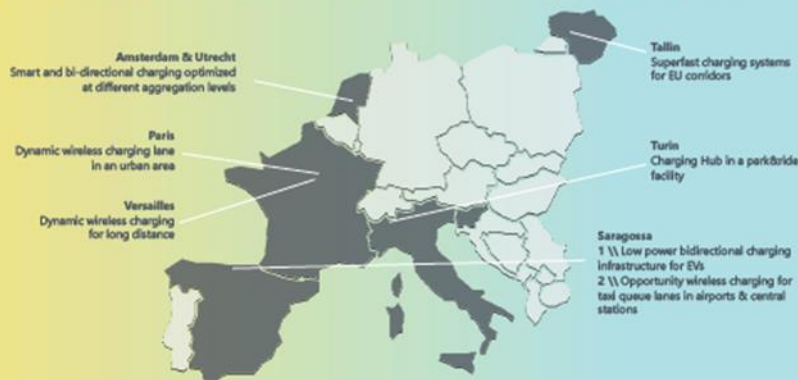 Amsterdam & Utrecht
Smart and bi-directional charging optimized
at different aggregation levels
Paris
Dynamic wireless charging lane
in an urban area
Versailles
Dynamic wireless charging
for long distance
Tallin
Superfast charging systems
for EU corridors
Turin
Charging Hub in a park&ride
facility
Saragossa
1 \\ Low power bidirectional charging
infrastructure for EVs
2 \\ Opportunity wireless charging for
taxi queue lanes in airports & central
stations